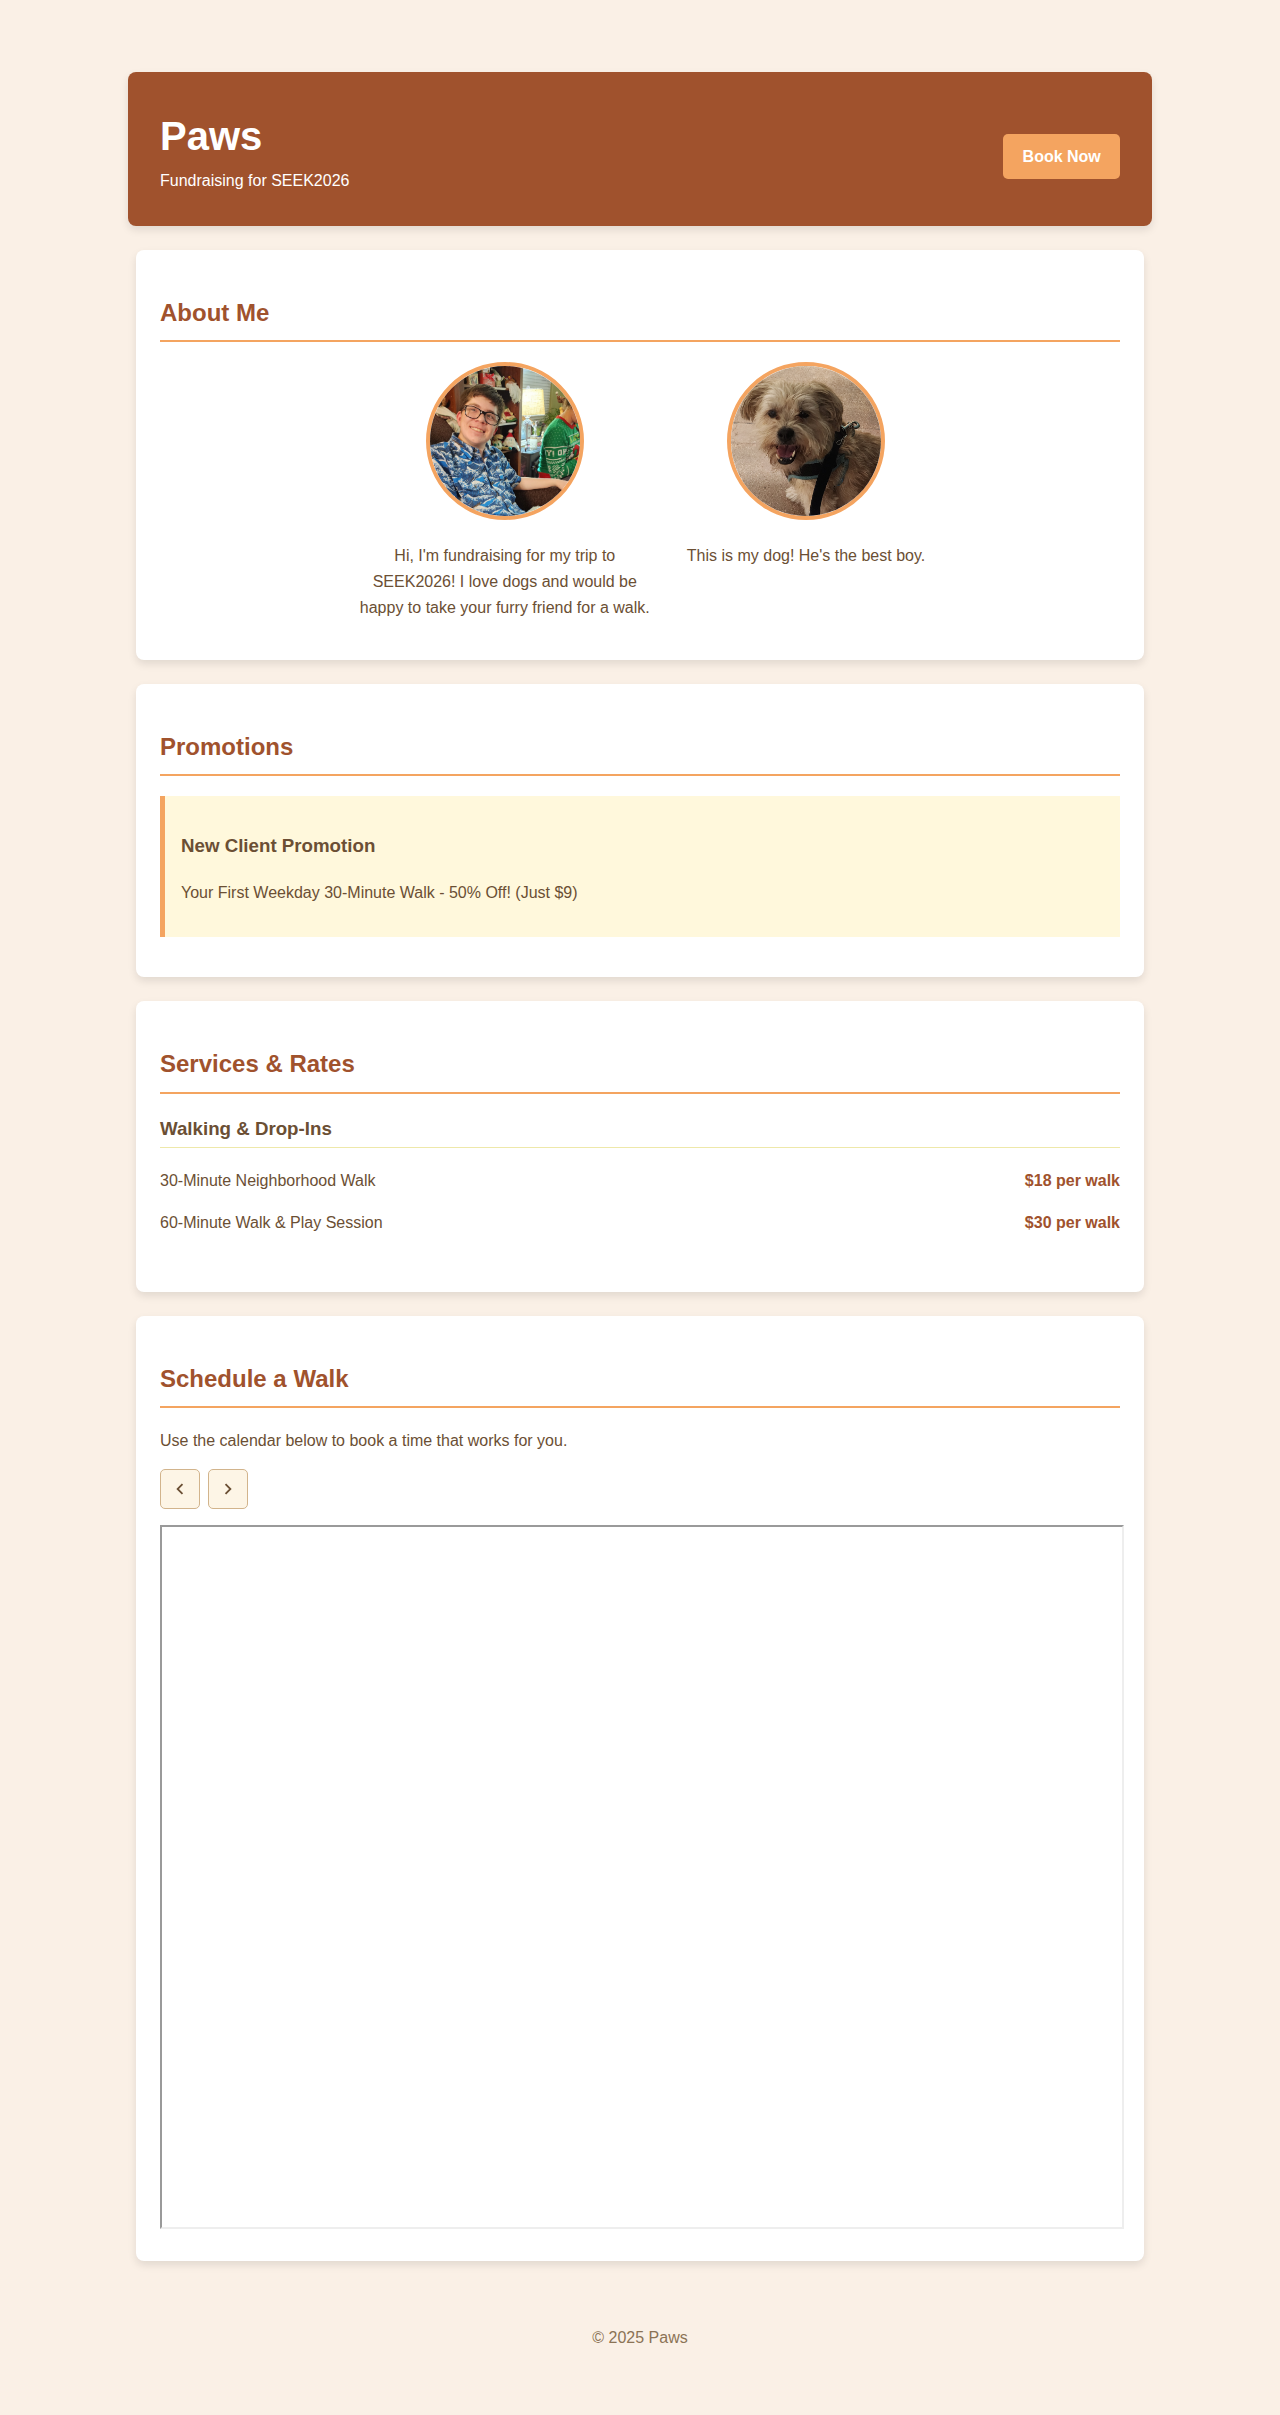 Paws
Fundraising for SEEK2026
Book Now
About Me
Hi, I'm fundraising for my trip to
SEEK2026! I love dogs and would be
happy to take your furry friend for a walk.
This is my dog! He's the best boy.
Promotions
New Client Promotion
Your First Weekday 30-Minute Walk - 50% Off! (Just $9)
Services & Rates
Walking & Drop-Ins
30-Minute Neighborhood Walk $18 per walk
60-Minute Walk & Play Session $30 per walk
Schedule a Walk
Use the calendar below to book a time that works for you.
© 2025 Paws